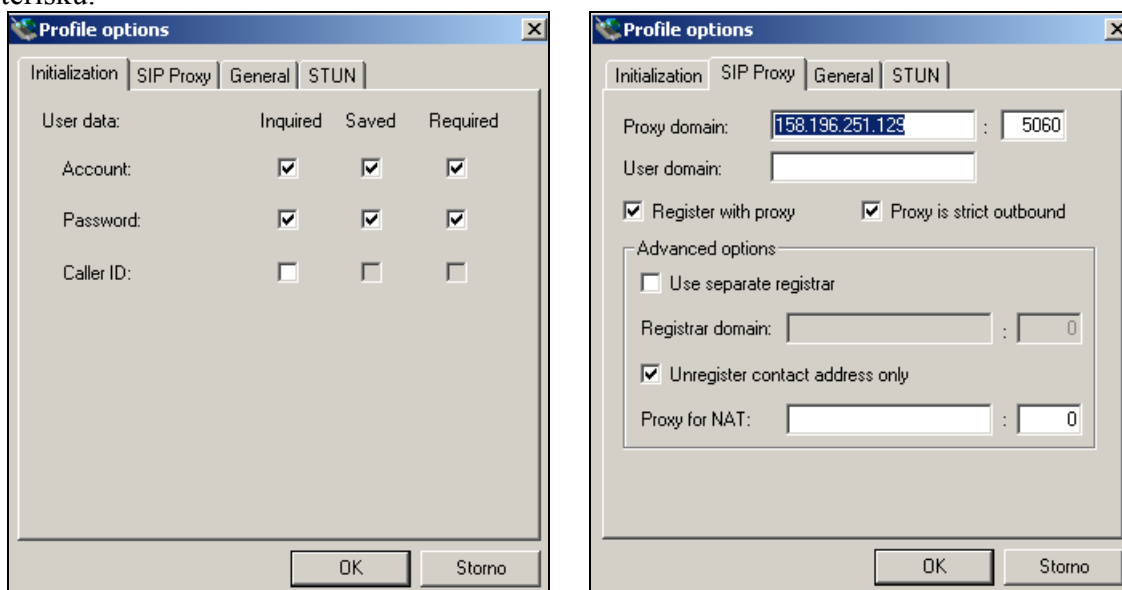 terisku.
Profile options
Initialization SIP Proxy General STUN
User data: Inquired Saved Required
Account:
Password:
Caller ID:
OK Storno
Profile options
Initialization SIP Proxy General STUN
Proxy domain: 158.196.251.129 : 5060
User domain:
Register with proxy Proxy is strict outbound
Advanced options
Use separate registrar
Registrar domain: : 0
Unregister contact address only
Proxy for NAT: : 0
OK Storno